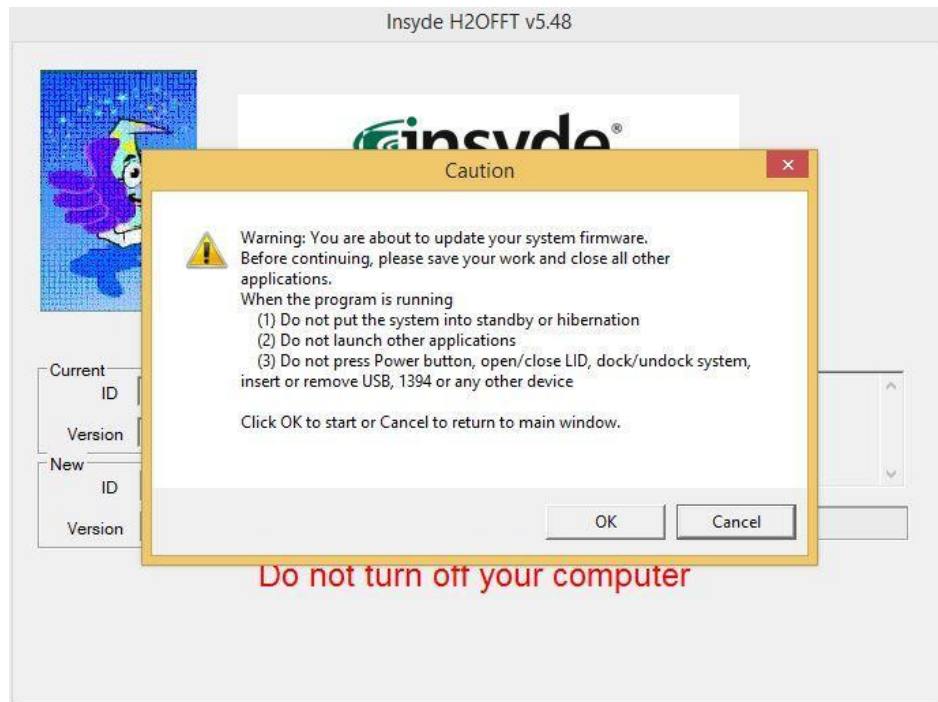 Insyde H2OFFT v5.48
insyde®
Caution
Warning: You are about to update your system firmware.
Before continuing, please save your work and close all other
applications.
When the program is running
(1) Do not put the system into standby or hibernation
(2) Do not launch other applications
(3) Do not press Power button, open/close LID, dock/undock system,
insert or remove USB, 1394 or any other device
Click OK to start or Cancel to return to main window.
OK Cancel
Current
ID
Version
New
ID
Version
Do not turn off your computer